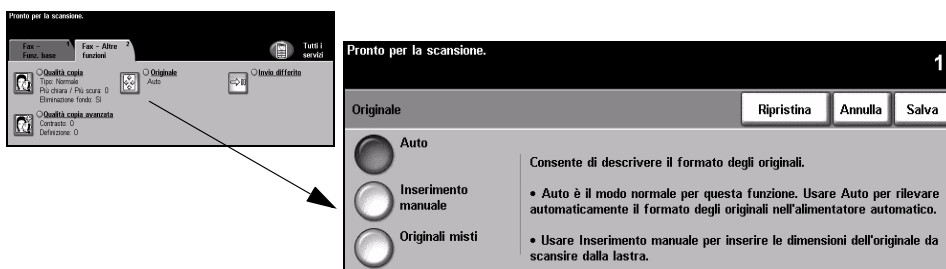 Pronto per la scansione.
Fax - Funz. base
1
Fax - Altre funzioni
2
Tutti i servizi
Qualità copia
Tipo: Normale
Più chiara / Più scura: 0
Eliminazione fondo: Sì
Originale
Auto
Invio differito
Qualità copia avanzata
Contrasto: 0
Definizione: 0
Pronto per la scansione.
1
Originale
Ripristina
Annulla
Salva
Auto
Inserimento
manuale
Originali misti
Consente di descrivere il formato degli originali.
• Auto è il modo normale per questa funzione. Usare Auto per rilevare
automaticamente il formato degli originali nell'alimentatore automatico.
• Usare Inserimento manuale per inserire le dimensioni dell'originale da
scansire dalla lastra.